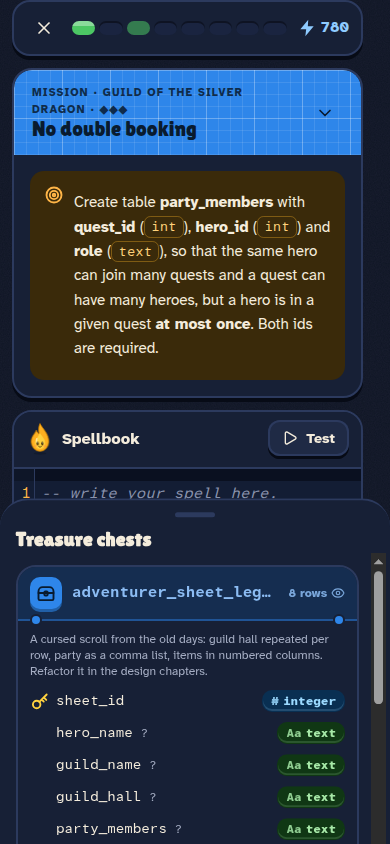 780
MISSION · GUILD OF THE SILVER
DRAGON · ◆◆◆
No double booking
Create table party_members with
quest_id ( int ), hero_id ( int ) and
role ( text ), so that the same hero
can join many quests and a quest can
have many heroes, but a hero is in a
given quest at most once. Both ids
are required.
Spellbook
Test
1 -- write your spell here.
Treasure chests
adventurer_sheet_leg… 8 rows
A cursed scroll from the old days: guild hall repeated per
row, party as a comma list, items in numbered columns.
Refactor it in the design chapters.
sheet_id # integer
hero_name ? Aa text
guild_name ? Aa text
guild_hall ? Aa text
party_members ? Aa text